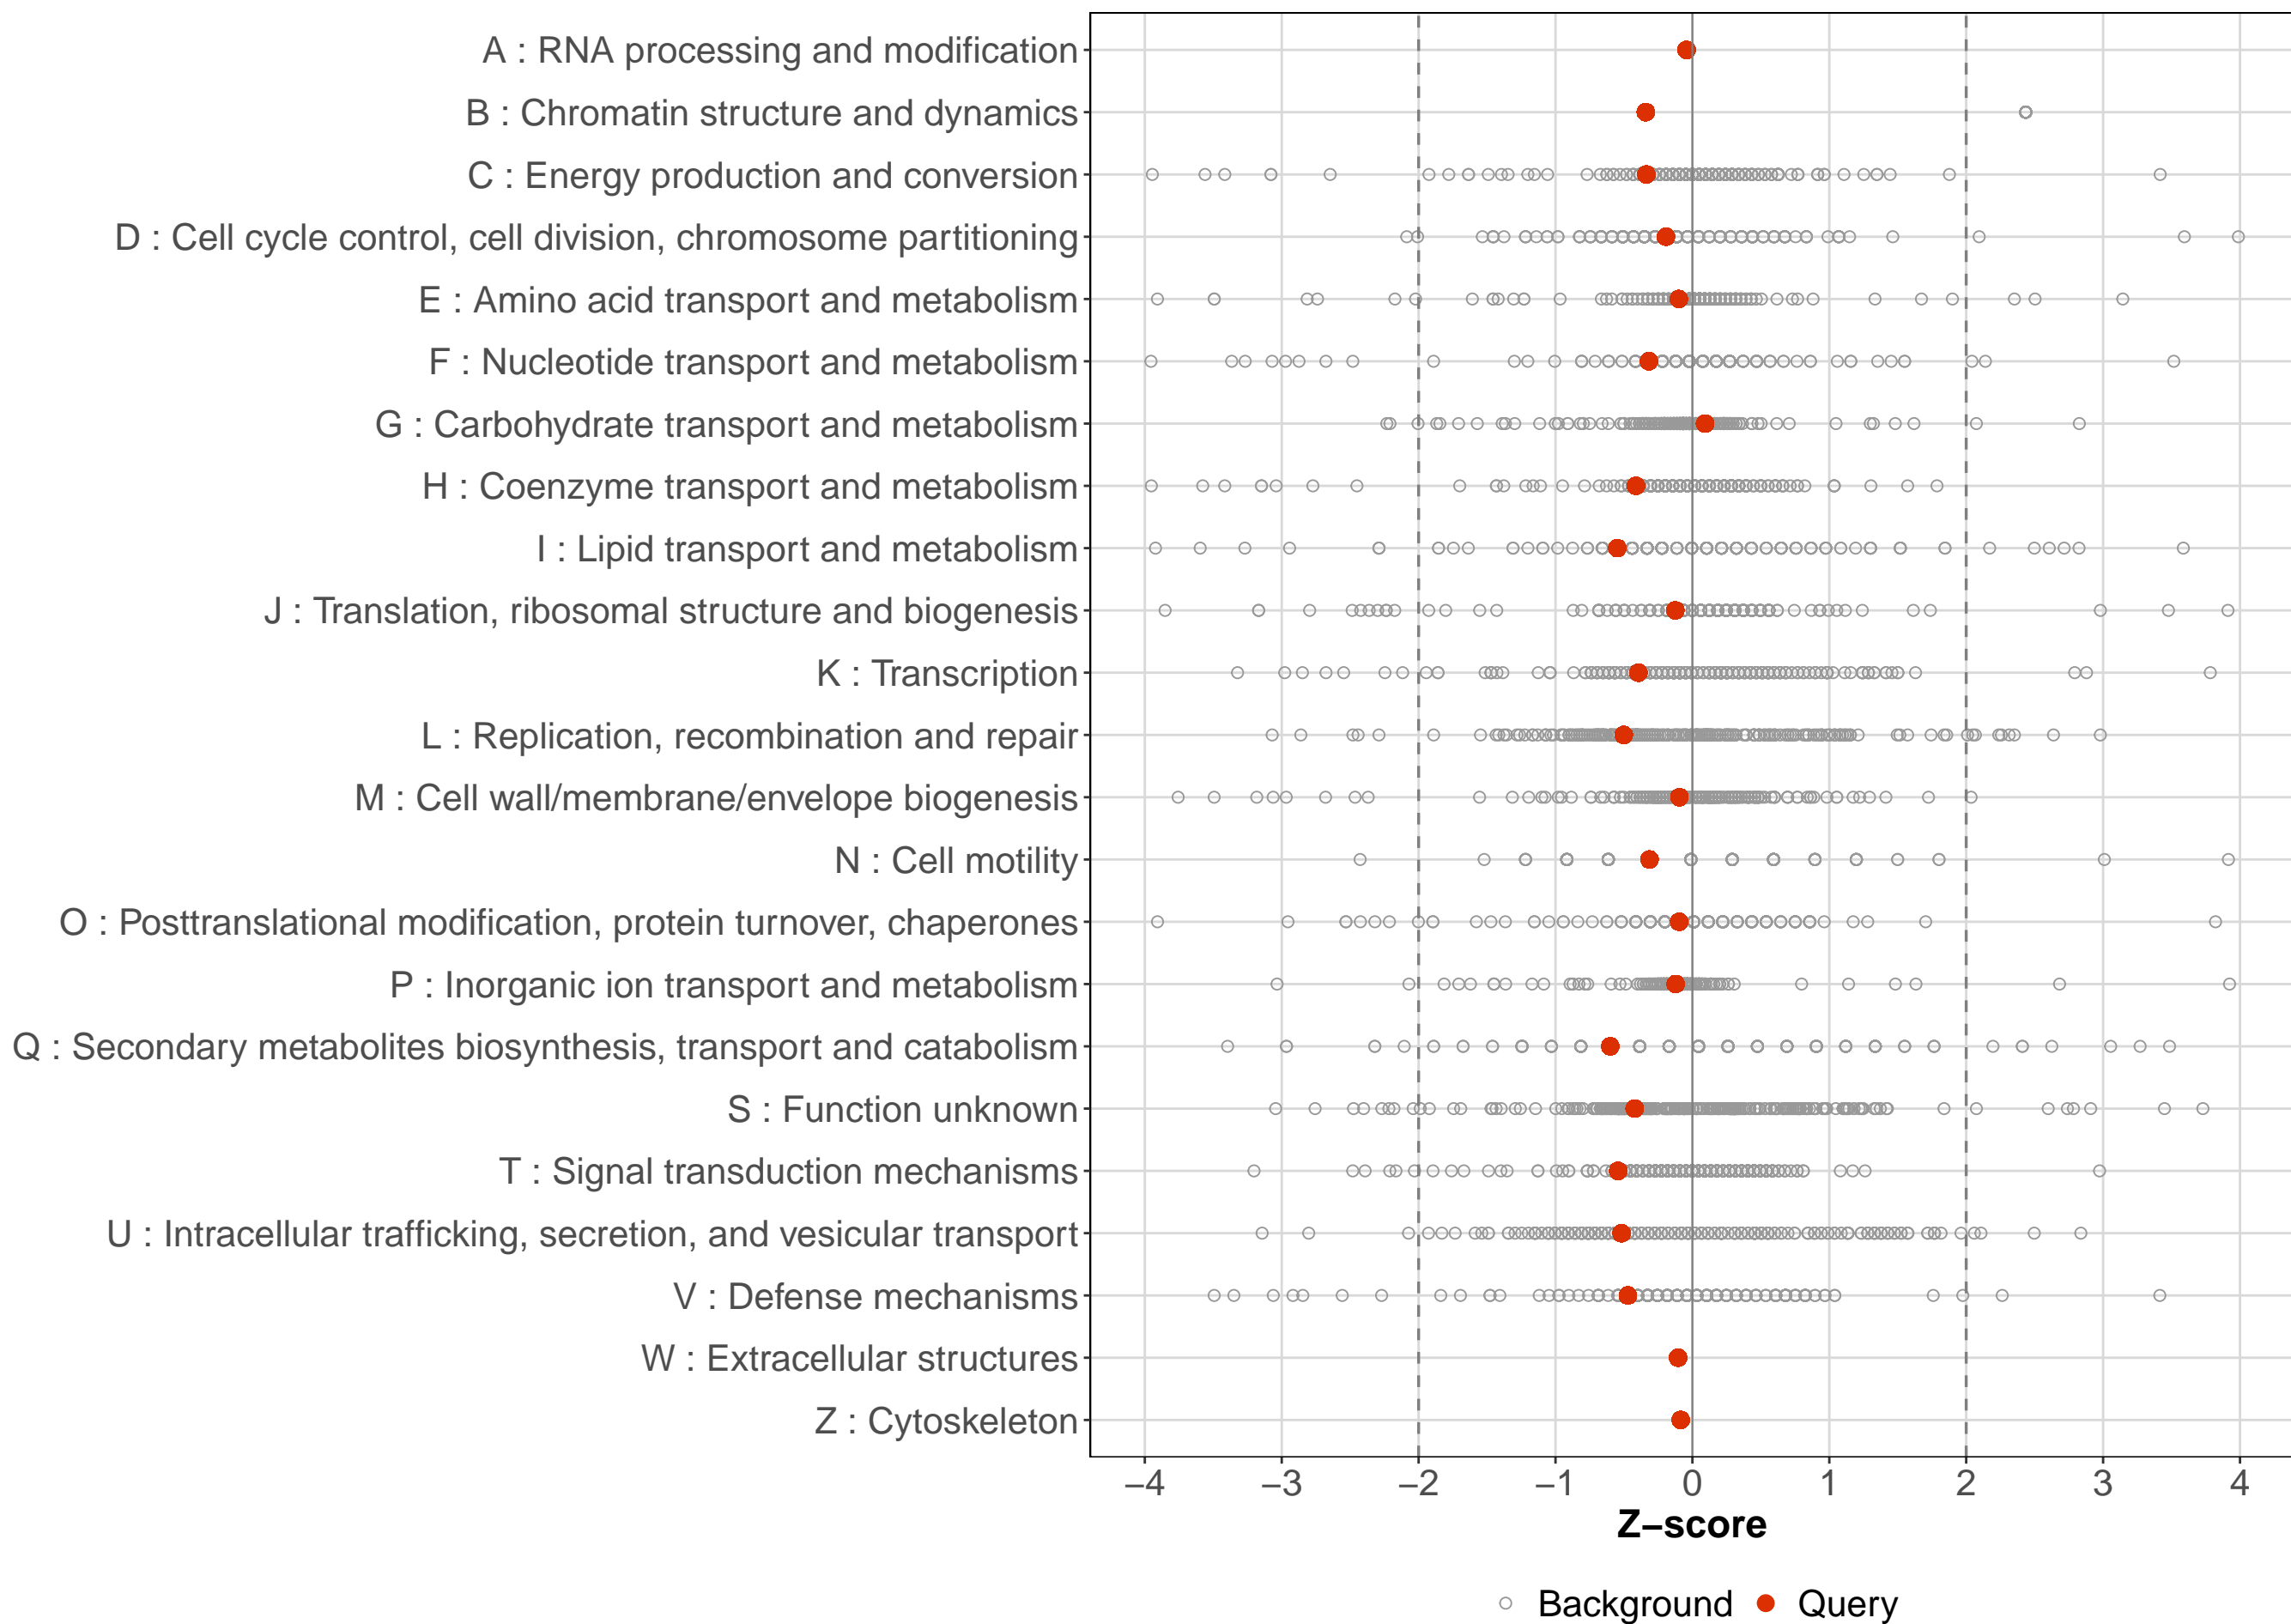 A : RNA processing and modification
B : Chromatin structure and dynamics
C : Energy production and conversion
D : Cell cycle control, cell division, chromosome partitioning
E : Amino acid transport and metabolism
F : Nucleotide transport and metabolism
G : Carbohydrate transport and metabolism
H : Coenzyme transport and metabolism
I : Lipid transport and metabolism
J : Translation, ribosomal structure and biogenesis
K : Transcription
L : Replication, recombination and repair
M : Cell wall/membrane/envelope biogenesis
N : Cell motility
O : Posttranslational modification, protein turnover, chaperones
P : Inorganic ion transport and metabolism
Q : Secondary metabolites biosynthesis, transport and catabolism
S : Function unknown
T : Signal transduction mechanisms
U : Intracellular trafficking, secretion, and vesicular transport
V : Defense mechanisms
W : Extracellular structures
Z : Cytoskeleton
−4 −3 −2 −1 0 1 2 3 4
Z−score
Background Query